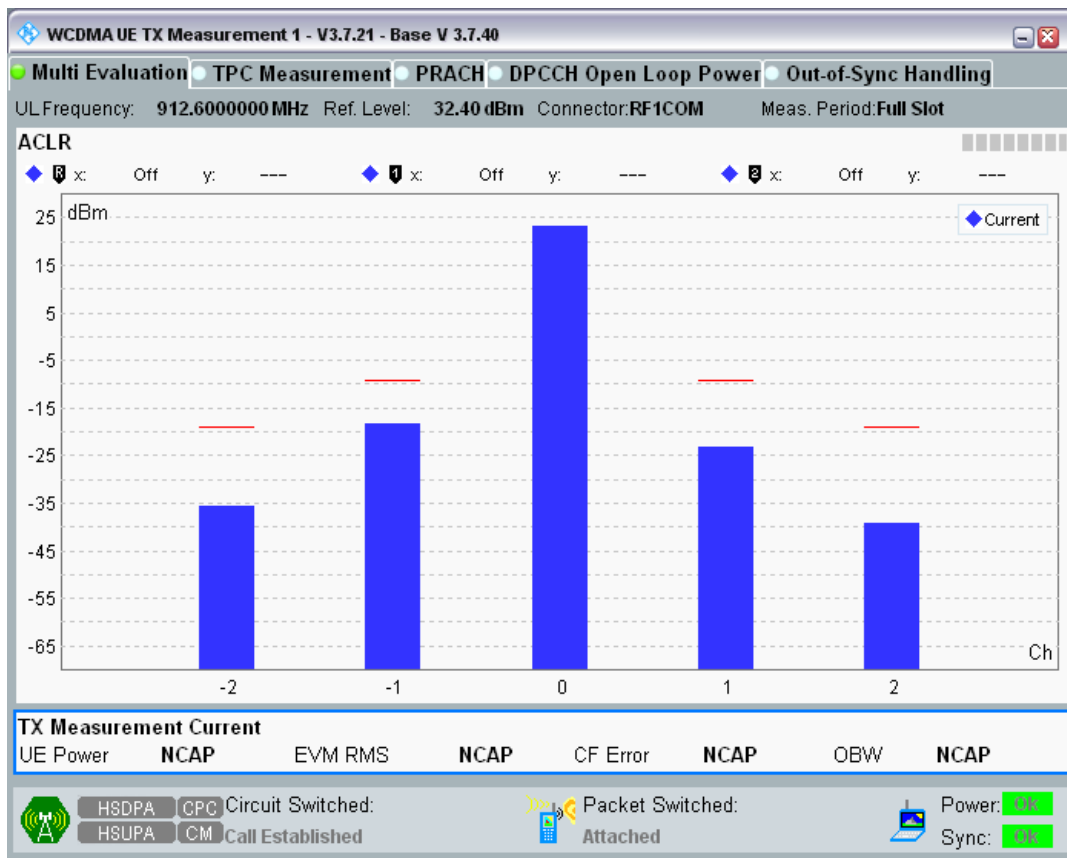 WCDMA UE TX Measurement 1 - V3.7.21 - Base V 3.7.40
Multi Evaluation TPC Measurement PRACH DPCCH Open Loop Power Out-of-Sync Handling
UL Frequency: 912.6000000 MHz Ref. Level: 32.40 dBm Connector: RF1COM Meas. Period: Full Slot
ACLR
R x: Off y: --- 1 x: Off y: --- 2 x: Off y: ---
dBm
Current
25
15
5
-5
-15
-25
-35
-45
-55
-65
Ch
-2 -1 0 1 2
TX Measurement Current
UE Power NCAP EVM RMS NCAP CF Error NCAP OBW NCAP
HSDPA CPC Circuit Switched: Packet Switched: Power: Ok
HSUPA CM Call Established Attached Sync: Ok